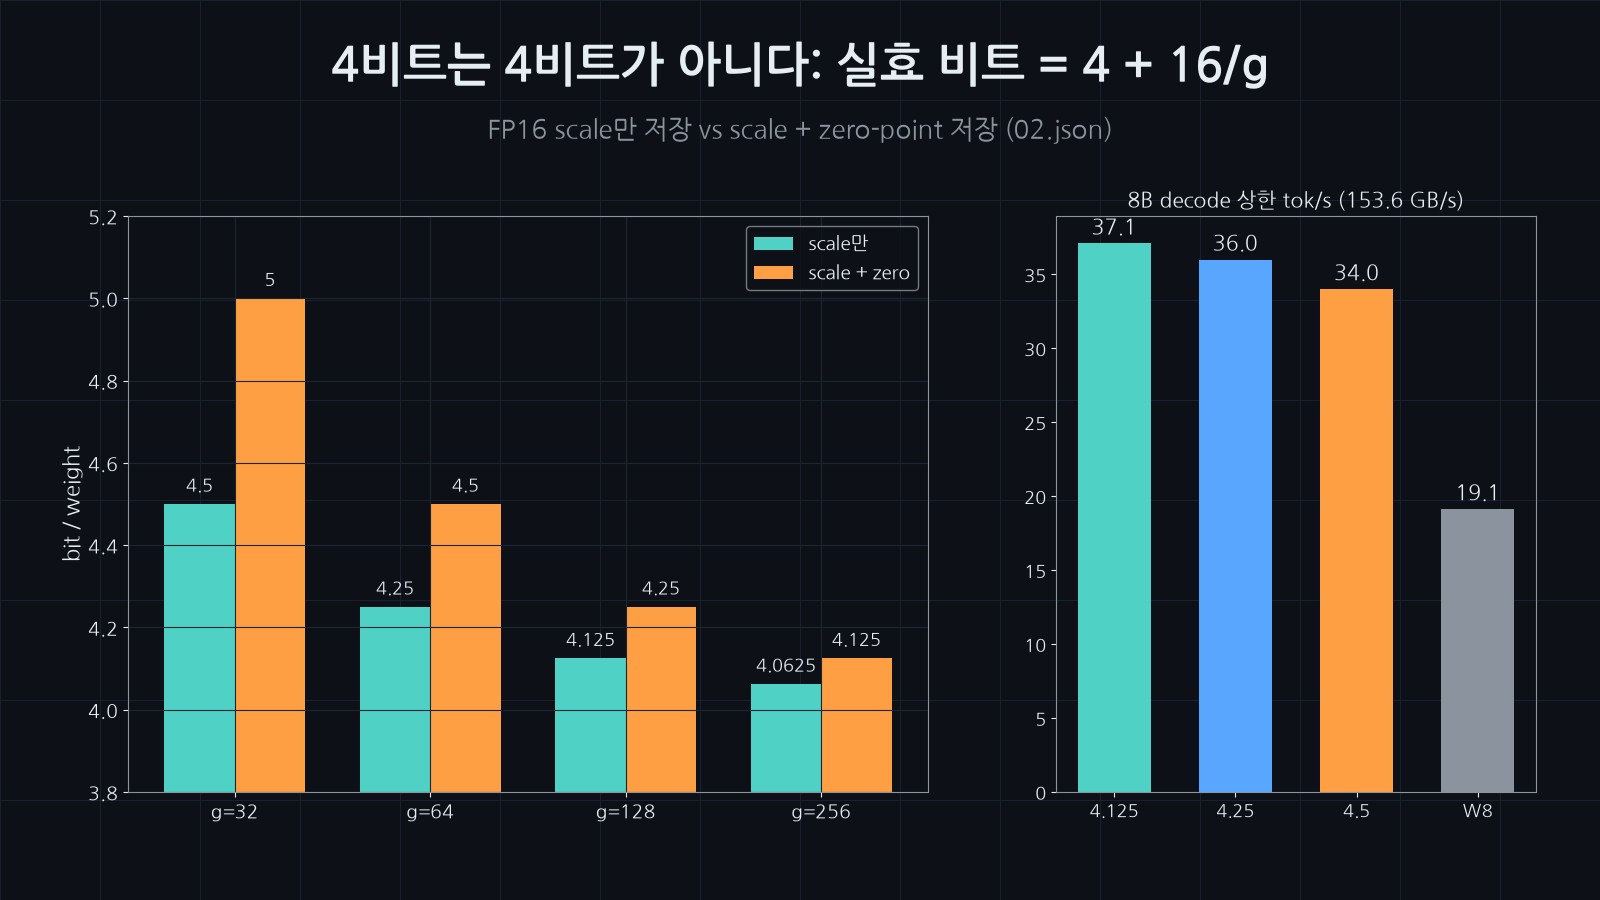 4비트는 4비트가 아니다: 실효 비트 = 4 + 16/g
FP16 scale만 저장 vs scale + zero-point 저장 (02.json)
bit / weight
5.2
5.0
4.8
4.6
4.4
4.2
4.0
3.8
scale만
scale + zero
4.5
5
4.25
4.5
4.125
4.25
4.0625
4.125
g=32
g=64
g=128
g=256
8B decode 상한 tok/s (153.6 GB/s)
35
30
25
20
15
10
5
0
37.1
36.0
34.0
19.1
4.125
4.25
4.5
W8